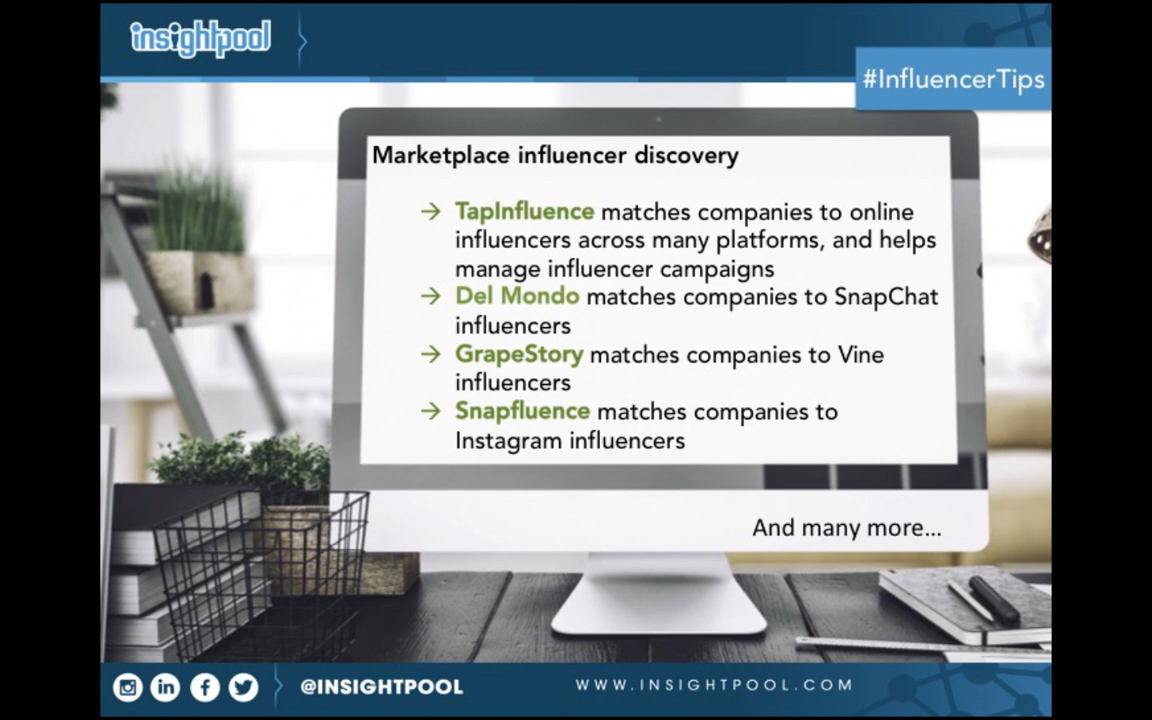 insightpool
#InfluencerTips
Marketplace influencer discovery
→ TapInfluence matches companies to online
influencers across many platforms, and helps
manage influencer campaigns
→ Del Mondo matches companies to SnapChat
influencers
→ GrapeStory matches companies to Vine
influencers
→ Snapfluence matches companies to
Instagram influencers
And many more...
@INSIGHTPOOL
WWW.INSIGHTPOOL.COM